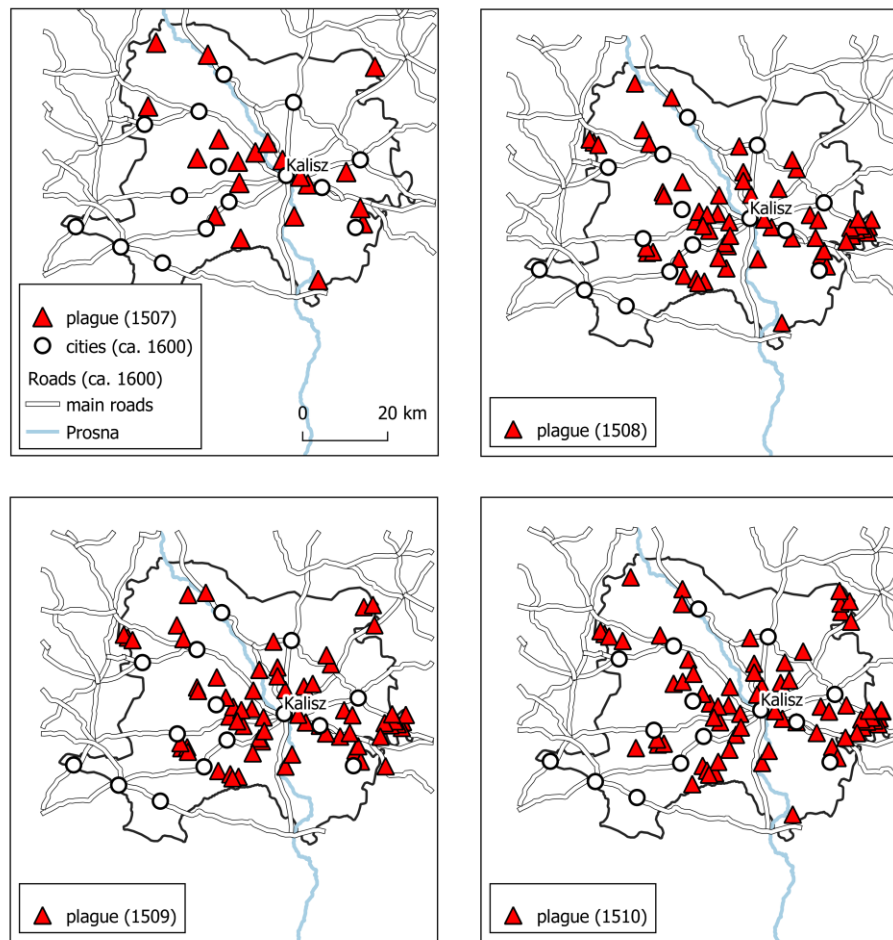 Kalisz
plague (1507)
cities (ca. 1600)
Roads (ca. 1600)
main roads
Prosna
0 20 km
Kalisz
plague (1508)
Kalisz
plague (1509)
Kalisz
plague (1510)